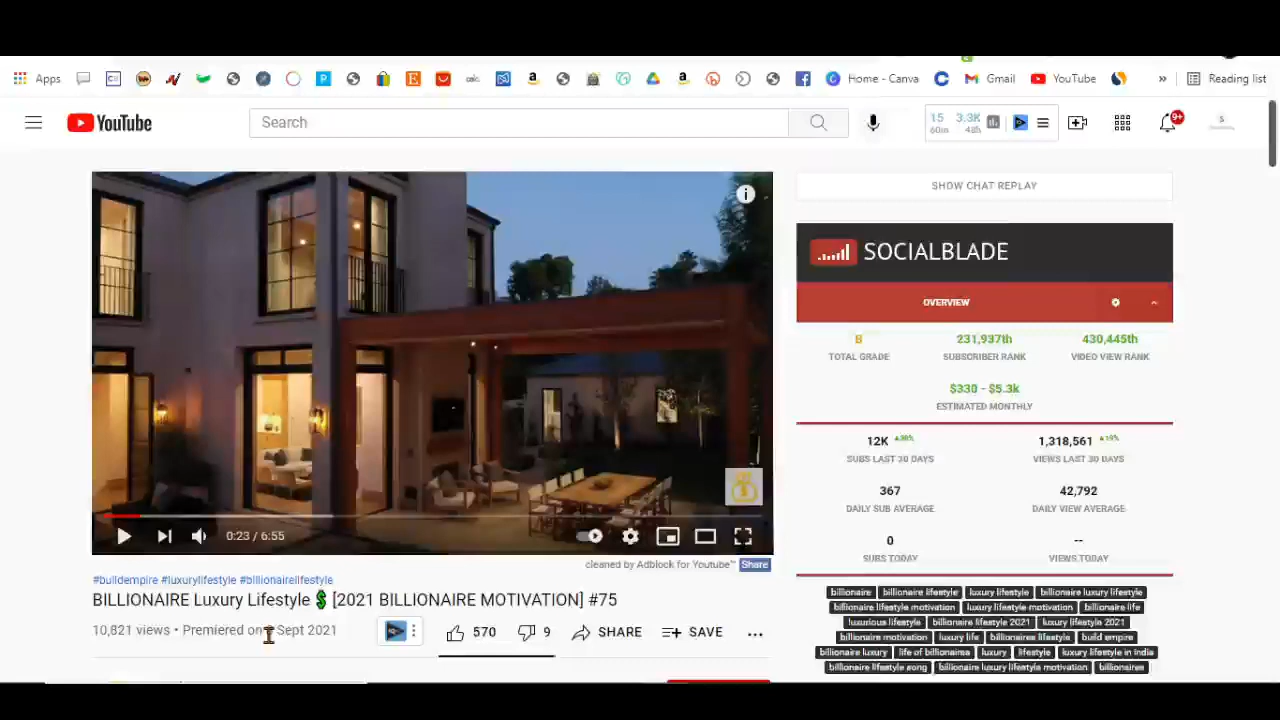 Apps
Home - Canva
Gmail
YouTube
»
Reading list
YouTube
Search
15 3.3K
60m 48h
9+
SHOW CHAT REPLAY
SOCIALBLADE
OVERVIEW
B 231,937th 430,445th
TOTAL GRADE SUBSCRIBER RANK VIDEO VIEW RANK
$330 - $5.3k
ESTIMATED MONTHLY
12K 1,318,561
SUBS LAST 30 DAYS VIEWS LAST 30 DAYS
367 42,792
DAILY SUB AVERAGE DAILY VIEW AVERAGE
0 --
SUBS TODAY VIEWS TODAY
billionaire billionaire lifestyle luxury lifestyle billionaire luxury lifestyle
billionaire lifestyle motivation luxury lifestyle motivation billionaire life
luxurious lifestyle billionaire lifestyle 2021 luxury lifestyle 2021
billionaire motivation luxury life billionaires lifestyle build empire
billionaire luxury life of billionaires luxury lifestyle luxury lifestyle in india
billionaire lifestyle song billionaire luxury lifestyle motivation billionaires
0:23 / 6:55
cleaned by Adblock for Youtube™ Share
#buildempire #luxurylifestyle #billionairelifestyle
BILLIONAIRE Luxury Lifestyle 💲 [2021 BILLIONAIRE MOTIVATION] #75
10,821 views • Premiered on Sept 2021
570 9 SHARE SAVE ...